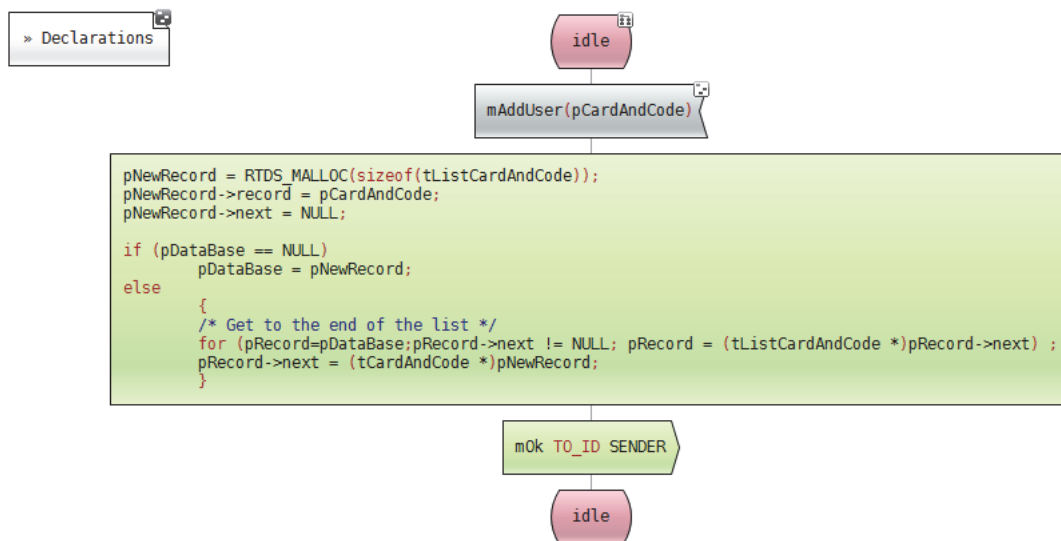 » Declarations
idle
mAddUser(pCardAndCode)
pNewRecord = RTDS_MALLOC(sizeof(tListCardAndCode));
pNewRecord->record = pCardAndCode;
pNewRecord->next = NULL;
if (pDataBase == NULL)
pDataBase = pNewRecord;
else
{
/* Get to the end of the list */
for (pRecord=pDataBase;pRecord->next != NULL; pRecord = (tListCardAndCode *)pRecord->next) ;
pRecord->next = (tCardAndCode *)pNewRecord;
}
mOk TO_ID SENDER
idle